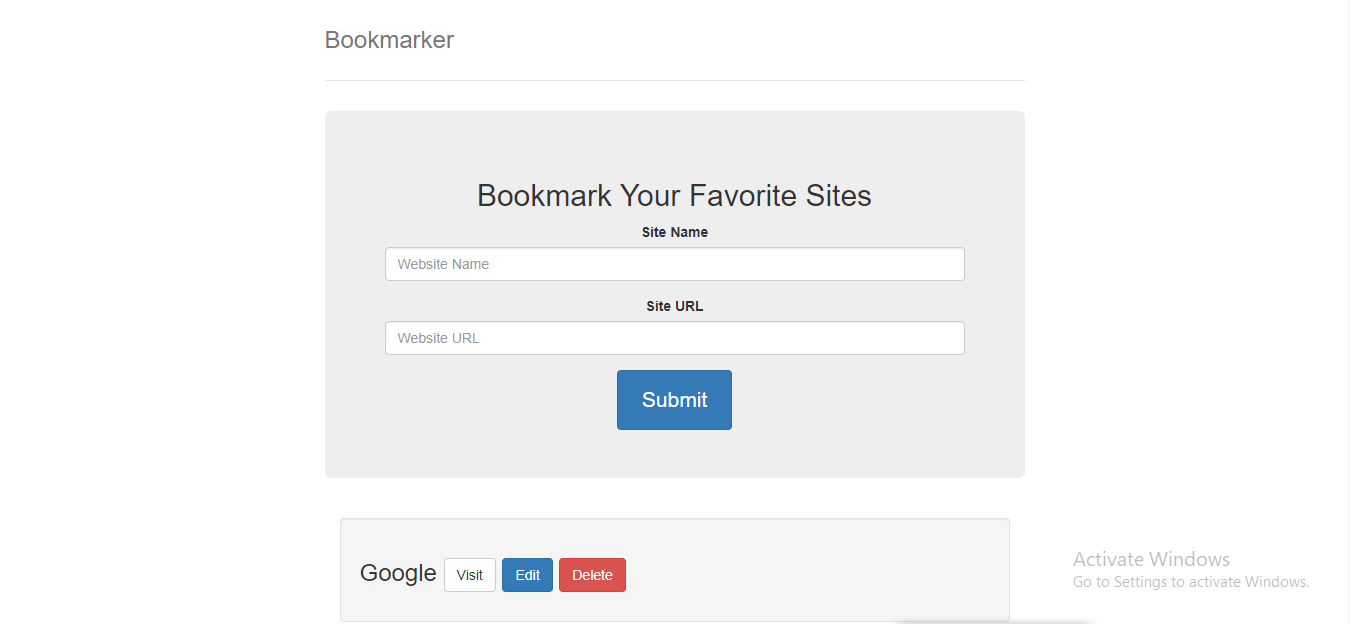 Bookmarker
Bookmark Your Favorite Sites
Site Name
Website Name
Site URL
Website URL
Submit
Google Visit Edit Delete
Activate Windows
Go to Settings to activate Windows.